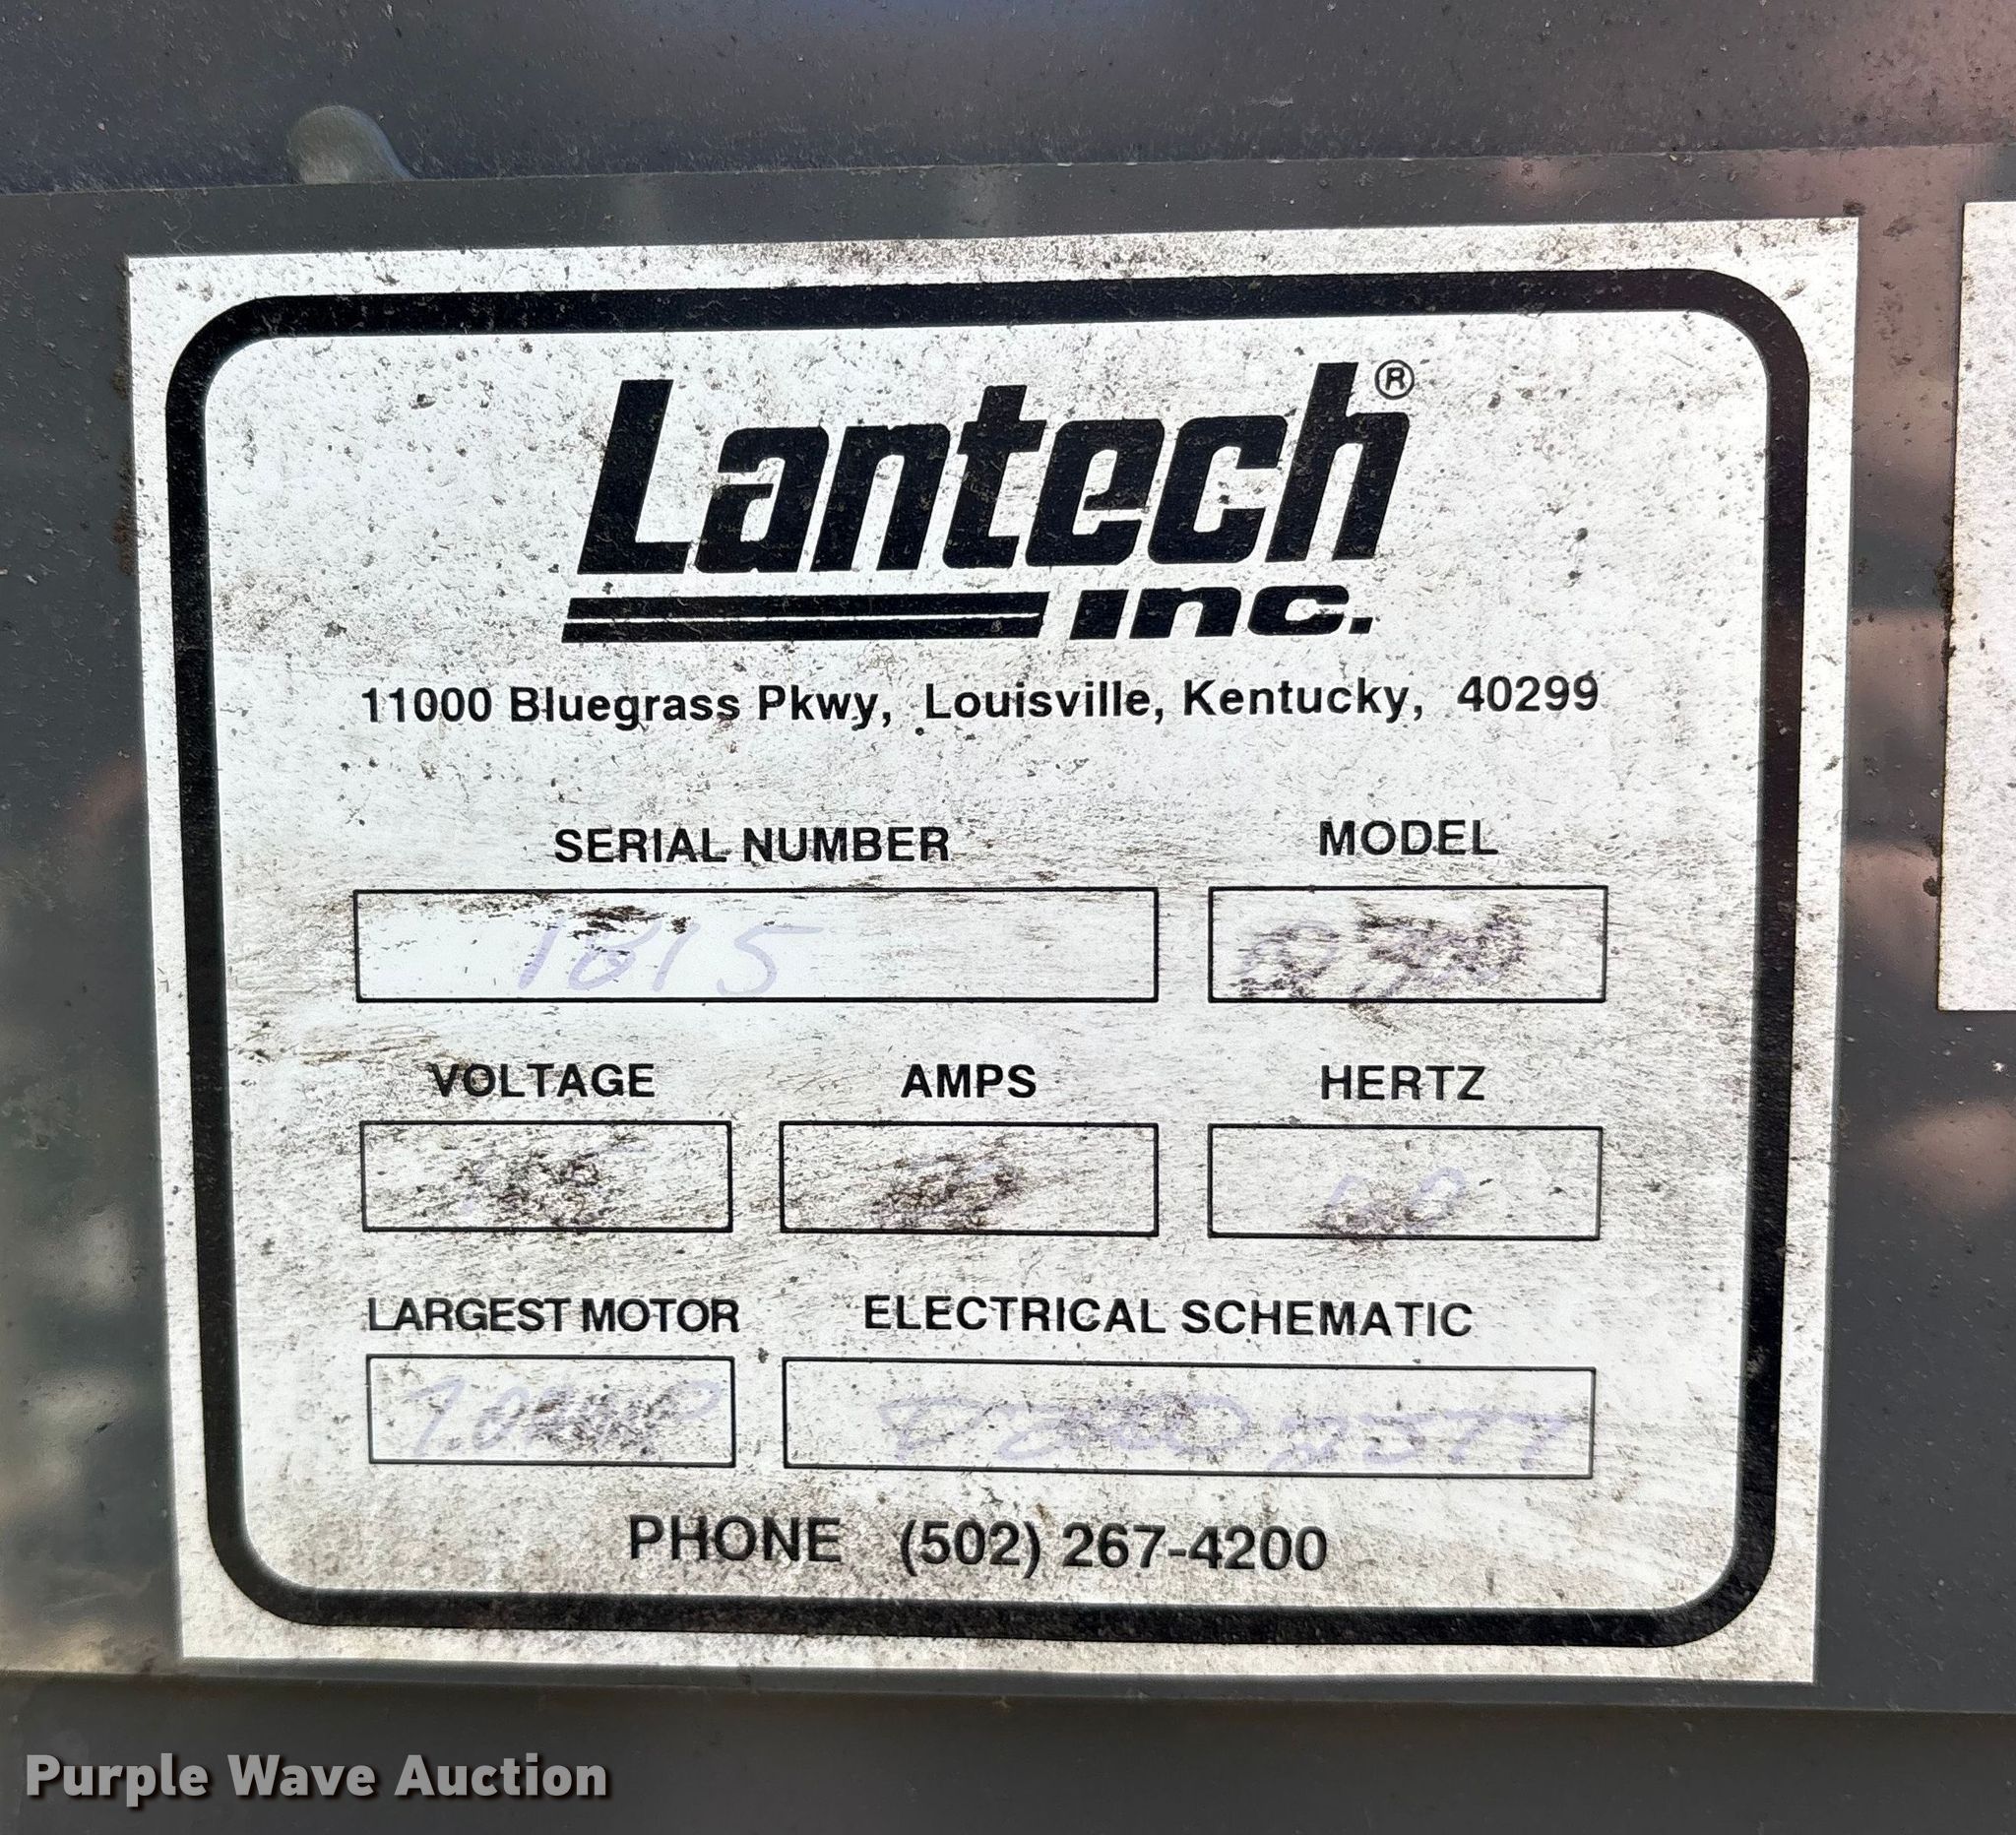 Lantech®
inc.
11000 Bluegrass Pkwy, Louisville, Kentucky, 40299
SERIAL NUMBER MODEL
1815
VOLTAGE AMPS HERTZ
60
LARGEST MOTOR ELECTRICAL SCHEMATIC
PHONE (502) 267-4200
Purple Wave Auction